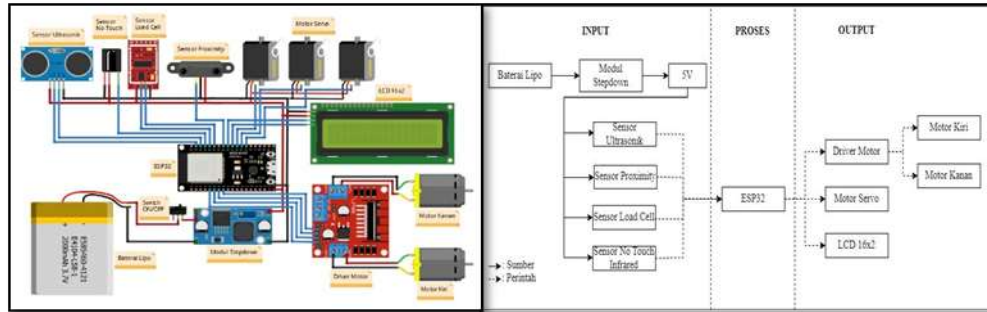 Sensor
No Touch
Sensor
Load Cell
Motor Servo
Sensor Ultrasonik
Sensor Proximity
LCD 16x2
ESP32
Switch
ON/OFF
Motor Kanan
Baterai Lipo
Modul Stepdown
Driver Motor
Motor Kiri
2000mAh 3.7V
INPUT
PROSES
OUTPUT
Baterai Lipo
Modul
Stepdown
5V
Sensor
Ultrasonik
Sensor Proximity
Sensor Load Cell
Sensor No Touch
Infrared
ESP32
Driver Motor
Motor Servo
LCD 16x2
Motor Kiri
Motor Kanan
: Sumber
: Perintah